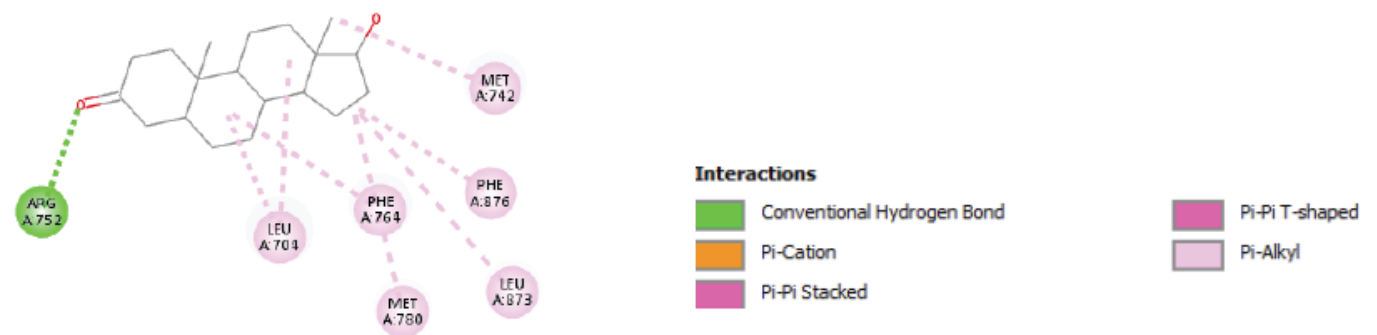 O
O
MET
A:742
ARG
A:752
LEU
A:704
PHE
A:764
PHE
A:876
MET
A:780
LEU
A:873
Interactions
Conventional Hydrogen Bond
Pi-Cation
Pi-Pi Stacked
Pi-Pi T-shaped
Pi-Alkyl